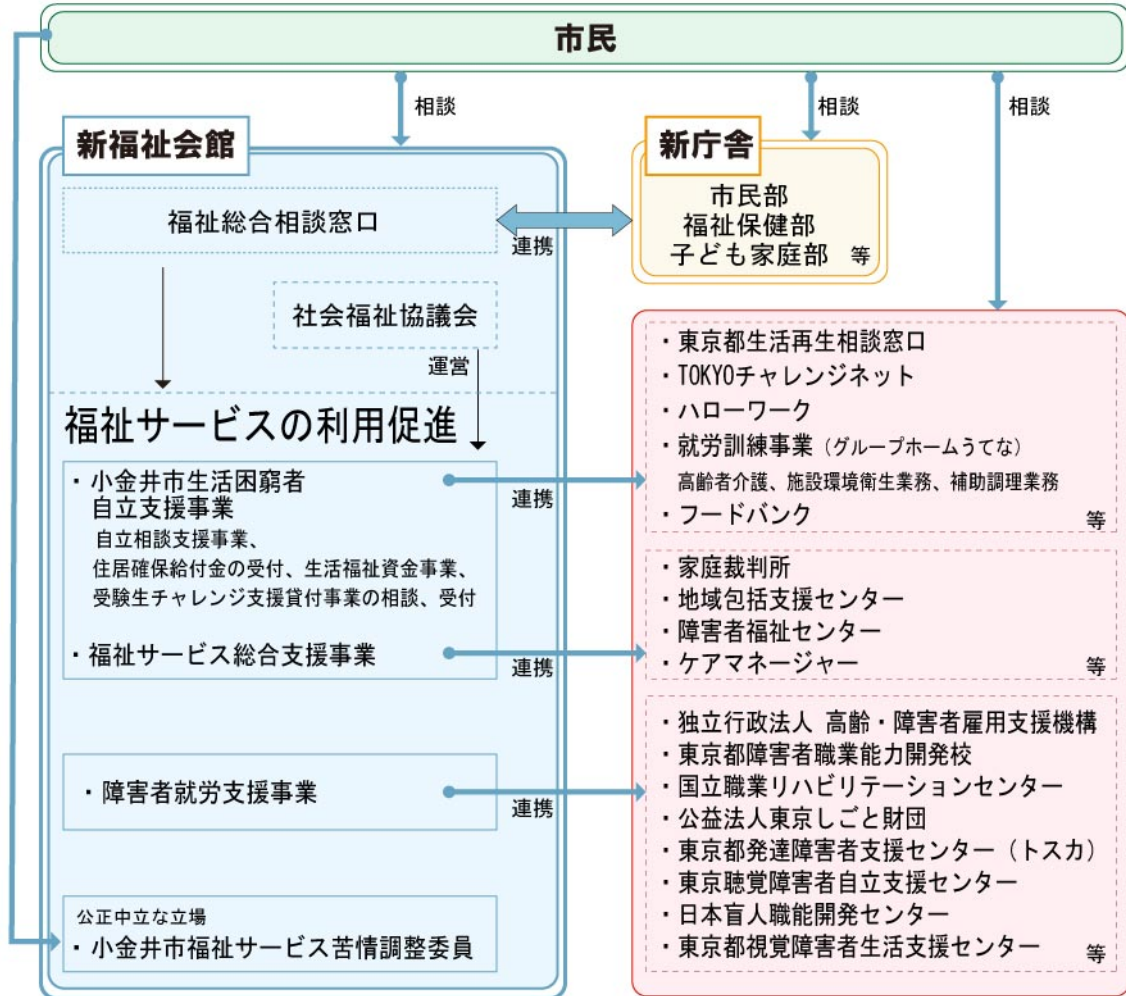 市民
相談
相談
相談
新福祉会館
新庁舎
福祉総合相談窓口
連携
市民部
福祉保健部
子ども家庭部 等
社会福祉協議会
運営
福祉サービスの利用促進
・小金井市生活困窮者
自立支援事業
自立相談支援事業、
住居確保給付金の受付、生活福祉資金事業、
受験生チャレンジ支援貸付事業の相談、受付
・福祉サービス総合支援事業
連携
連携
・障害者就労支援事業
連携
公正中立な立場
・小金井市福祉サービス苦情調整委員
・東京都生活再生相談窓口
・TOKYOチャレンジネット
・ハローワーク
・就労訓練事業（グループホームうてな）
高齢者介護、施設環境衛生業務、補助調理業務
・フードバンク 等
・家庭裁判所
・地域包括支援センター
・障害者福祉センター
・ケアマネージャー 等
・独立行政法人 高齢・障害者雇用支援機構
・東京都障害者職業能力開発校
・国立職業リハビリテーションセンター
・公益法人東京しごと財団
・東京都発達障害者支援センター（トスカ）
・東京聴覚障害者自立支援センター
・日本盲人職能開発センター
・東京都視覚障害者生活支援センター 等